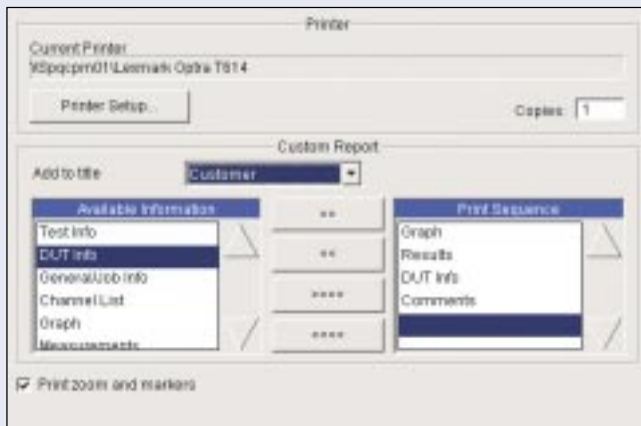 Printer
Current Printer
Lexmark Optra T614
Printer Setup...
Copies 1
Custom Report
Add to title Customer
Available Information
Test Info
DUT Info
General/Job Info
Channel List
Graph
Measurements
>>
<<
>>>>
<<<<
Print Sequence
Graph
Results
DUT Info
Comments
Print zoom and markers